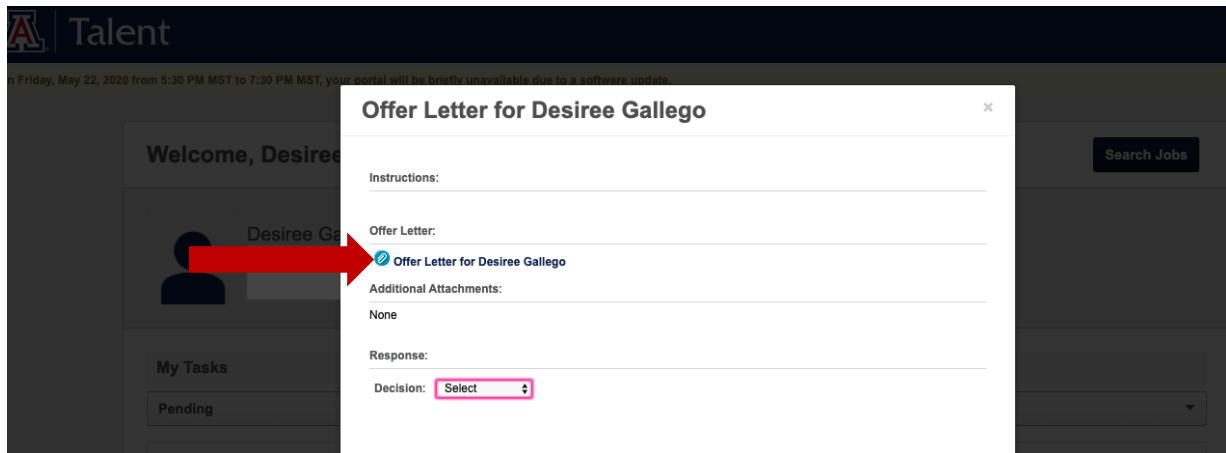 A Talent
n Friday, May 22, 2020 from 5:30 PM MST to 7:30 PM MST, your portal will be briefly unavailable due to a software update.
Offer Letter for Desiree Gallego ×
Welcome, Desiree
Search Jobs
Instructions:
Desiree Ga
Offer Letter:
Offer Letter for Desiree Gallego
Additional Attachments:
None
Response:
My Tasks
Decision: Select
Pending